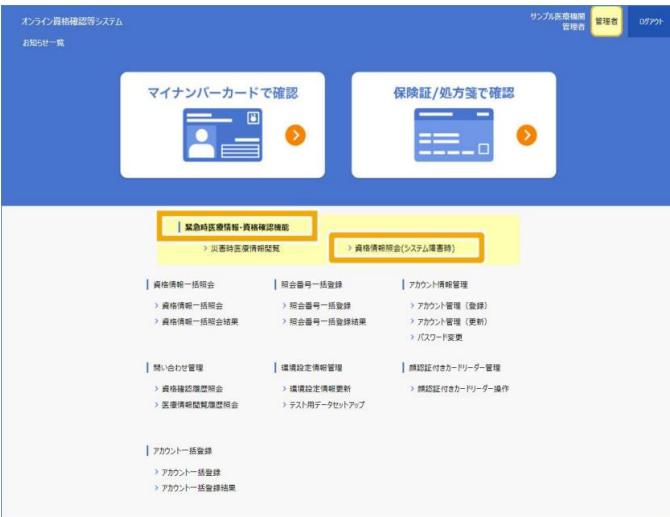 オンライン資格確認等システム
サンプル医療機関
管理者
管理者
ログアウト
お知らせ一覧
マイナンバーカードで確認
保険証/処方箋で確認
緊急時医療情報・資格確認機能
> 災害時医療情報閲覧
> 資格情報照会(システム障害時)
資格情報一括照会
> 資格情報一括照会
> 資格情報一括照会結果
照会番号一括登録
> 照会番号一括登録
> 照会番号一括登録結果
アカウント情報管理
> アカウント管理（登録）
> アカウント管理（更新）
> パスワード変更
問い合わせ管理
> 資格確認履歴照会
> 医療情報閲覧履歴照会
環境設定情報管理
> 環境設定情報更新
> テスト用データセットアップ
顔認証付きカードリーダー管理
> 顔認証付きカードリーダー操作
アカウント一括登録
> アカウント一括登録
> アカウント一括登録結果